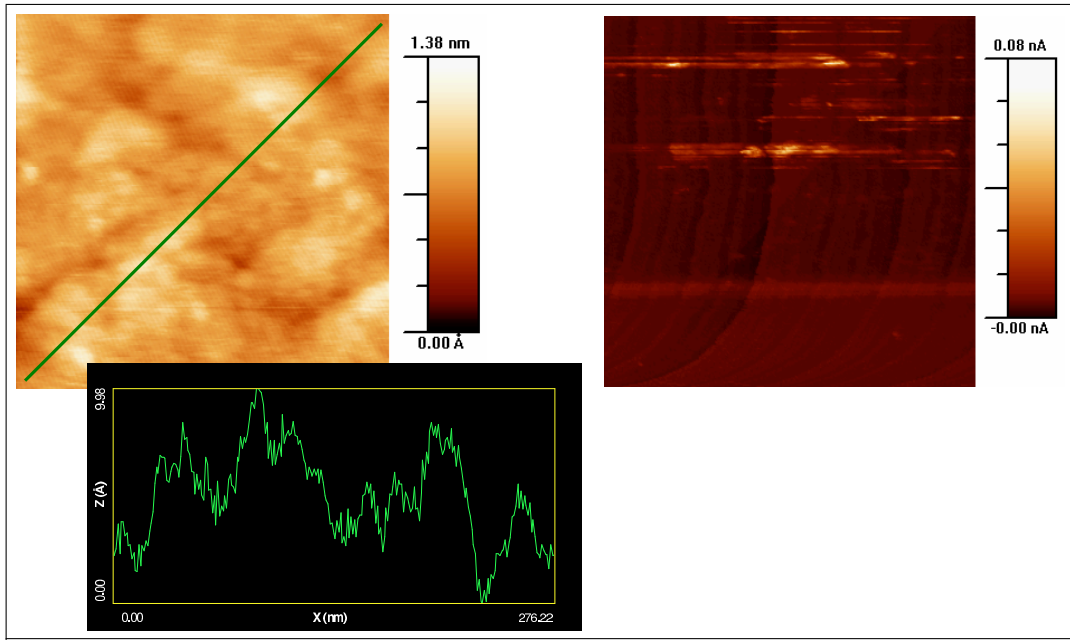 1.38 nm
0.00 Å
0.08 nA
-0.00 nA
9.98
Z (Å)
0.00
0.00
X (nm)
276.22